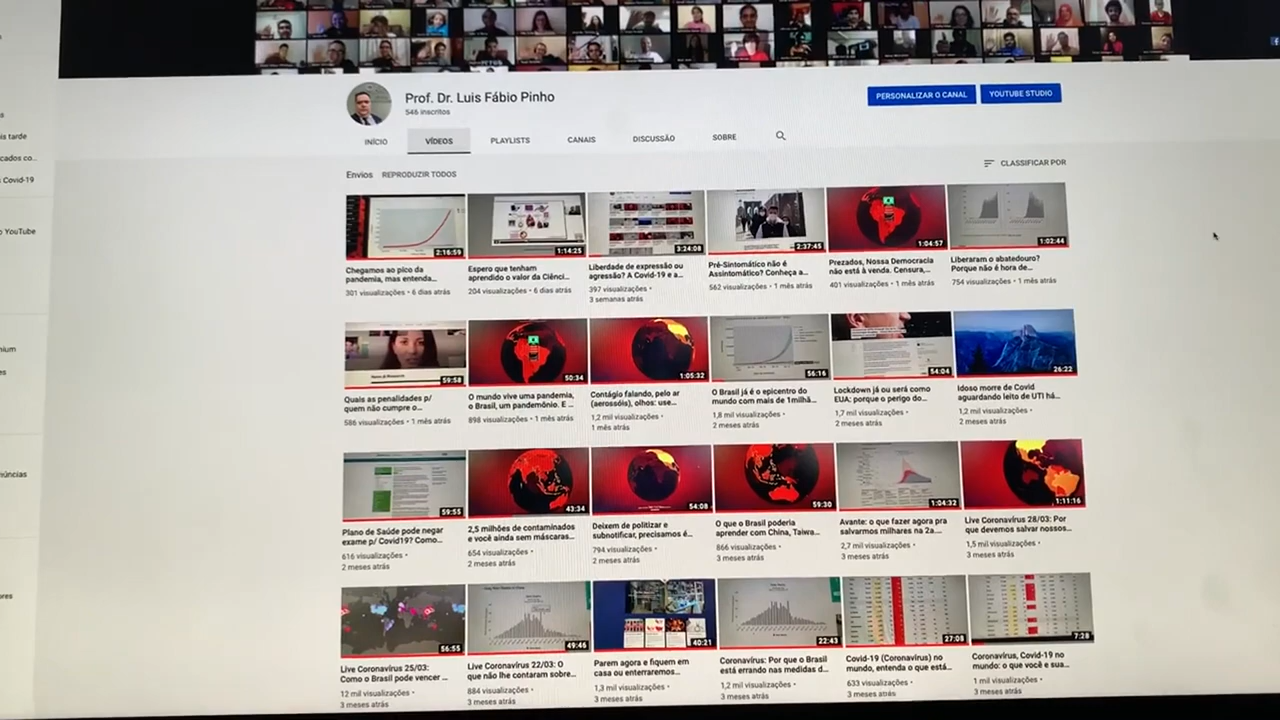 Prof. Dr. Luis Fábio Pinho
546 inscritos
PERSONALIZAR O CANAL
YOUTUBE STUDIO
INÍCIO
VÍDEOS
PLAYLISTS
CANAIS
DISCUSSÃO
SOBRE
is tarde
cados co...
Covid-19
YouTube
Envios
REPRODUZIR TODOS
CLASSIFICAR POR
2:16:59
1:14:25
3:24:08
2:37:45
1:04:57
1:02:44
Chegamos ao pico da
pandemia, mas entenda...
301 visualizações • 6 dias atrás
Espero que tenham
aprendido o valor da Ciênci...
204 visualizações • 6 dias atrás
Liberdade de expressão ou
agressão? A Covid-19 e a...
397 visualizações •
3 semanas atrás
Pré-Sintomático não é
Assintomático? Conheça a...
562 visualizações • 1 mês atrás
Prezados, Nossa Democracia
não está à venda. Censura,...
401 visualizações • 1 mês atrás
Liberaram o abatedouro?
Porque não é hora de...
754 visualizações • 1 mês atrás
59:58
50:34
1:05:32
56:16
54:04
26:22
Quais as penalidades p/
quem não cumpre o...
586 visualizações • 1 mês atrás
O mundo vive uma pandemia,
o Brasil, um pandemônio. E ...
898 visualizações • 1 mês atrás
Contágio falando, pelo ar
(aerossóis), olhos: use...
1,2 mil visualizações •
1 mês atrás
O Brasil já é o epicentro do
mundo com mais de 1milhã...
1,8 mil visualizações •
2 meses atrás
Lockdown já ou será como
EUA: porque o perigo do...
1,7 mil visualizações •
2 meses atrás
Idoso morre de Covid
aguardando leito de UTI há...
1,2 mil visualizações •
2 meses atrás
59:55
43:34
54:08
59:30
1:04:32
1:11:16
Plano de Saúde pode negar
exame p/ Covid19? Como...
616 visualizações •
2 meses atrás
2,5 milhões de contaminados
e você ainda sem máscaras...
654 visualizações •
2 meses atrás
Deixem de politizar e
subnotificar, precisamos é...
794 visualizações •
2 meses atrás
O que o Brasil poderia
aprender com China, Taiwa...
866 visualizações •
3 meses atrás
Avante: o que fazer agora pra
salvarmos milhares na 2a....
2,7 mil visualizações •
3 meses atrás
Live Coronavirus 28/03: Por
que devemos salvar nossos...
1,5 mil visualizações •
3 meses atrás
56:55
49:46
40:21
22:43
27:08
7:28
Live Coronavírus 25/03:
Como o Brasil pode vencer ...
12 mil visualizações •
3 meses atrás
Live Coronavirus 22/03: O
que não lhe contaram sobre...
884 visualizações •
3 meses atrás
Parem agora e fiquem em
casa ou enterraremos...
1,3 mil visualizações •
3 meses atrás
Coronavírus: Por que o Brasil
está errando nas medidas d...
1,2 mil visualizações •
3 meses atrás
Covid-19 (Coronavírus) no
mundo, entenda o que está...
633 visualizações •
3 meses atrás
Coronavirus, Covid-19 no
mundo: o que você e sua...
1 mil visualizações •
3 meses atrás